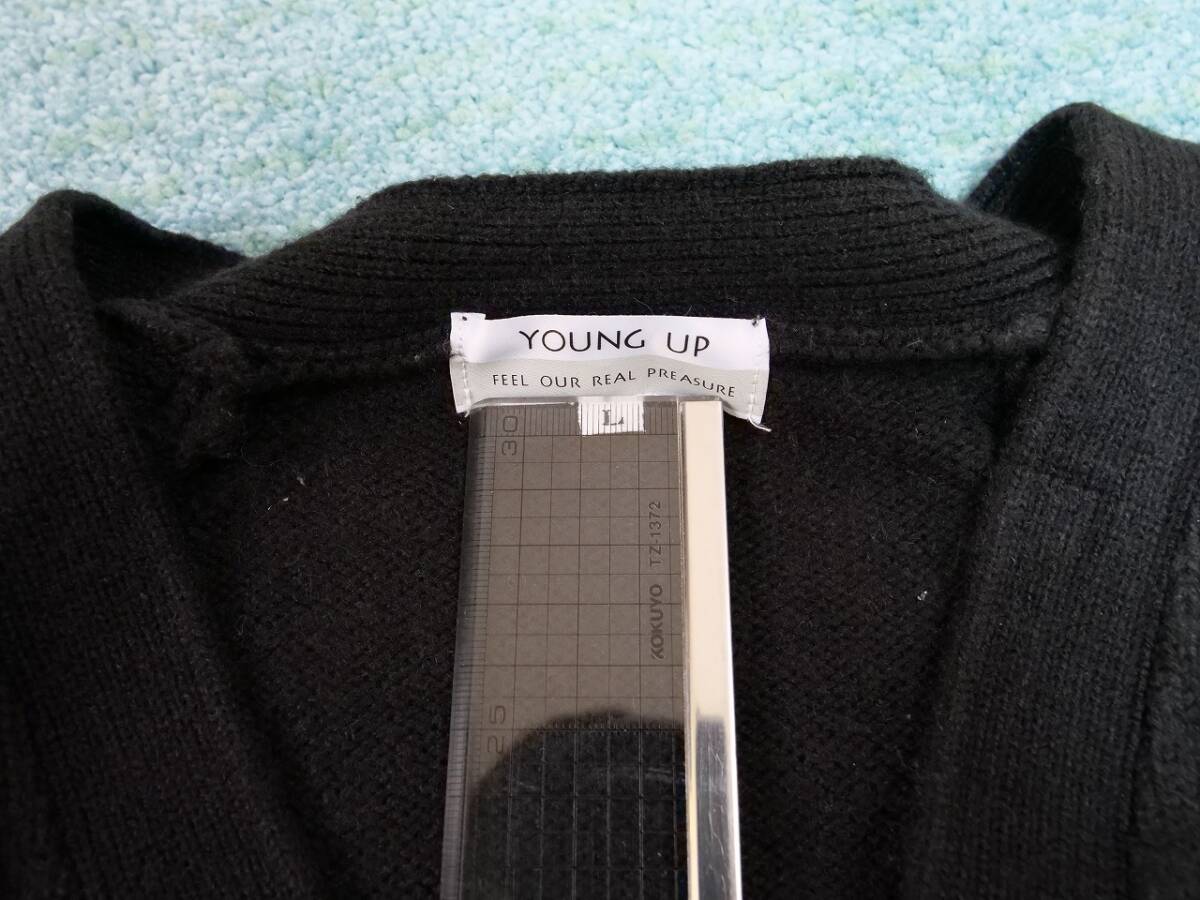 YOUNG UP
FEEL OUR REAL PREASURE
L
30
KOKUYO TZ-1372
25